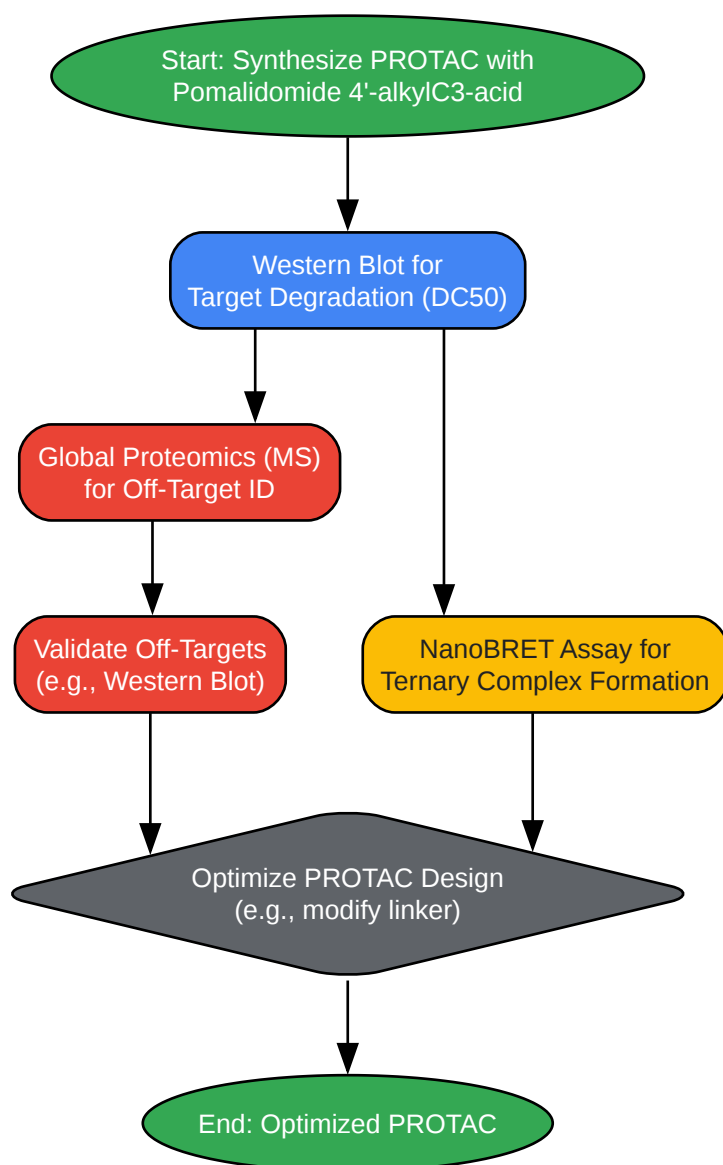 Start: Synthesize PROTAC with
Pomalidomide 4'-alkylC3-acid
Western Blot for
Target Degradation (DC50)
Global Proteomics (MS)
for Off-Target ID
Validate Off-Targets
(e.g., Western Blot)
NanoBRET Assay for
Ternary Complex Formation
Optimize PROTAC Design
(e.g., modify linker)
End: Optimized PROTAC